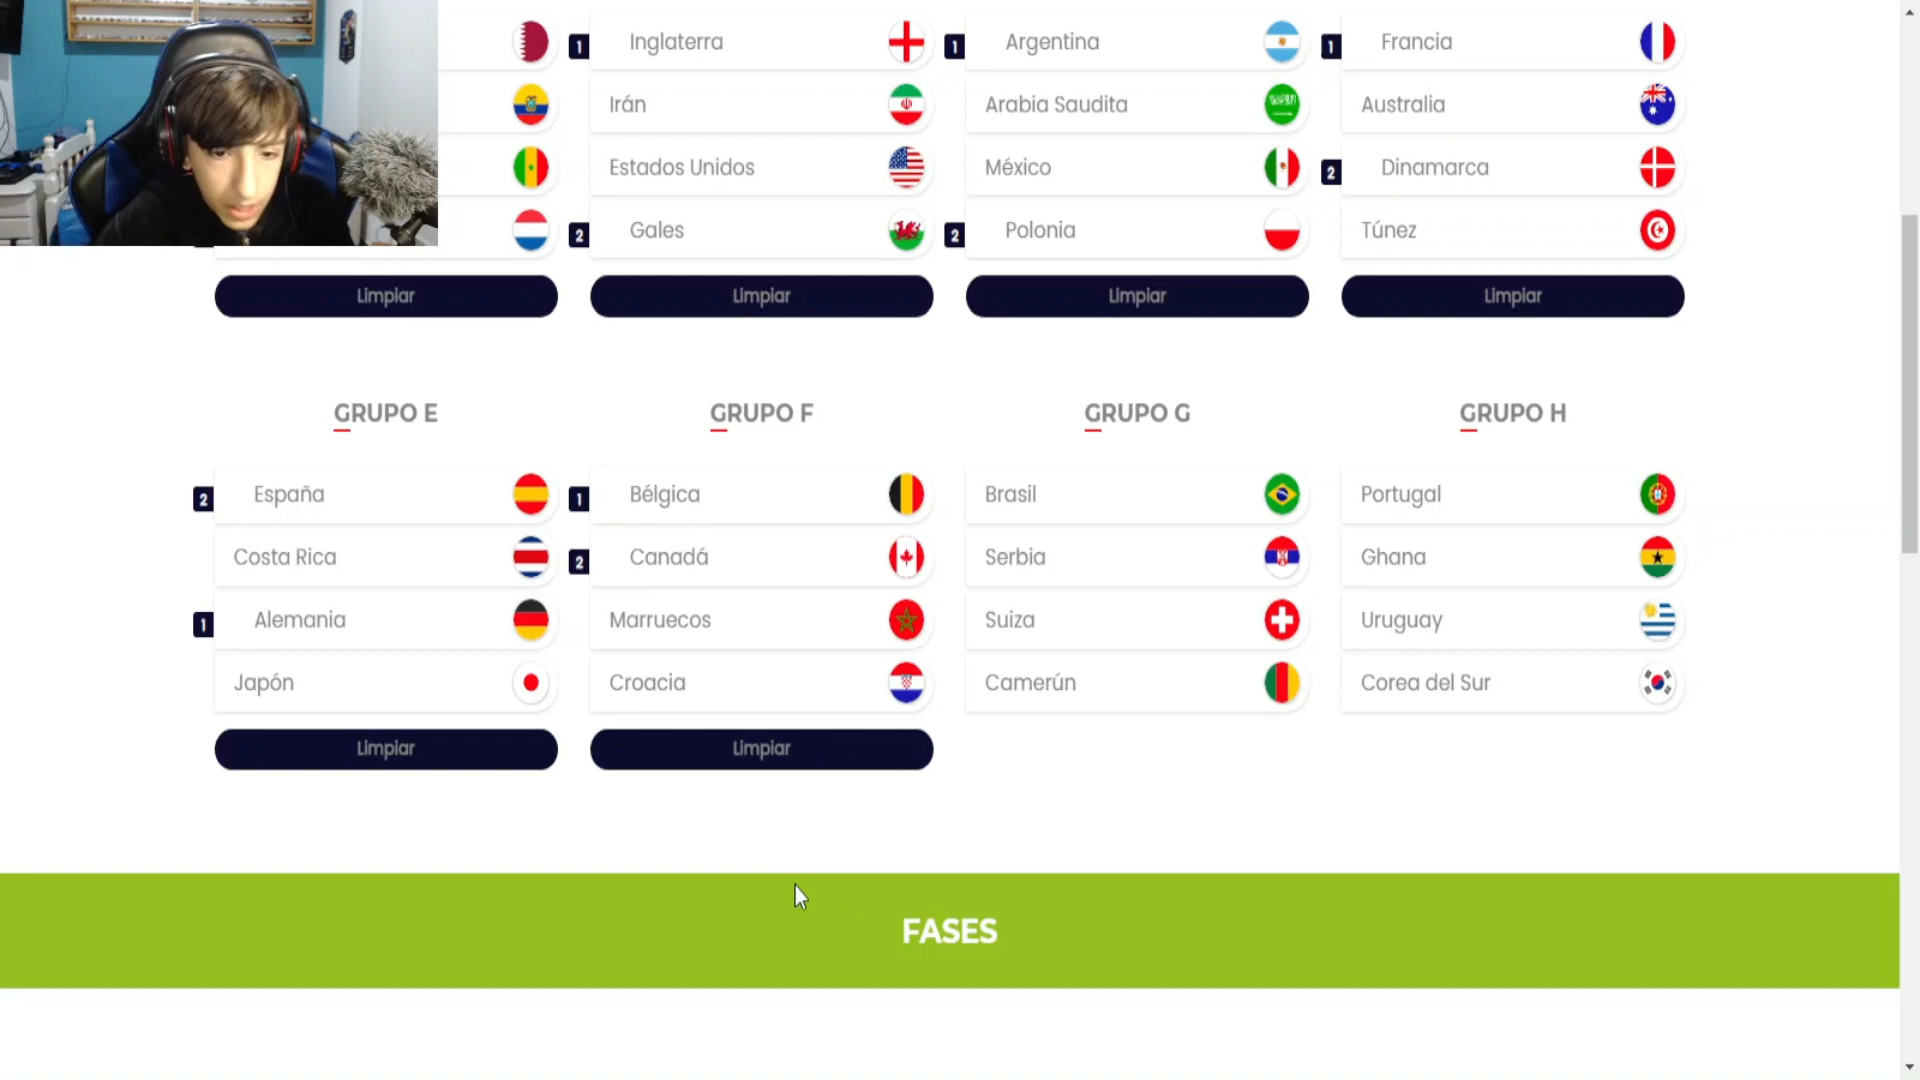 1 Inglaterra
1 Argentina
1 Francia
Irán
Arabia Saudita
Australia
Estados Unidos
México
2 Dinamarca
2 Gales
2 Polonia
Túnez
Limpiar
Limpiar
Limpiar
Limpiar
GRUPO E
GRUPO F
GRUPO G
GRUPO H
2 España
1 Bélgica
Brasil
Portugal
Costa Rica
2 Canadá
Serbia
Ghana
1 Alemania
Marruecos
Suiza
Uruguay
Japón
Croacia
Camerún
Corea del Sur
Limpiar
Limpiar
FASES